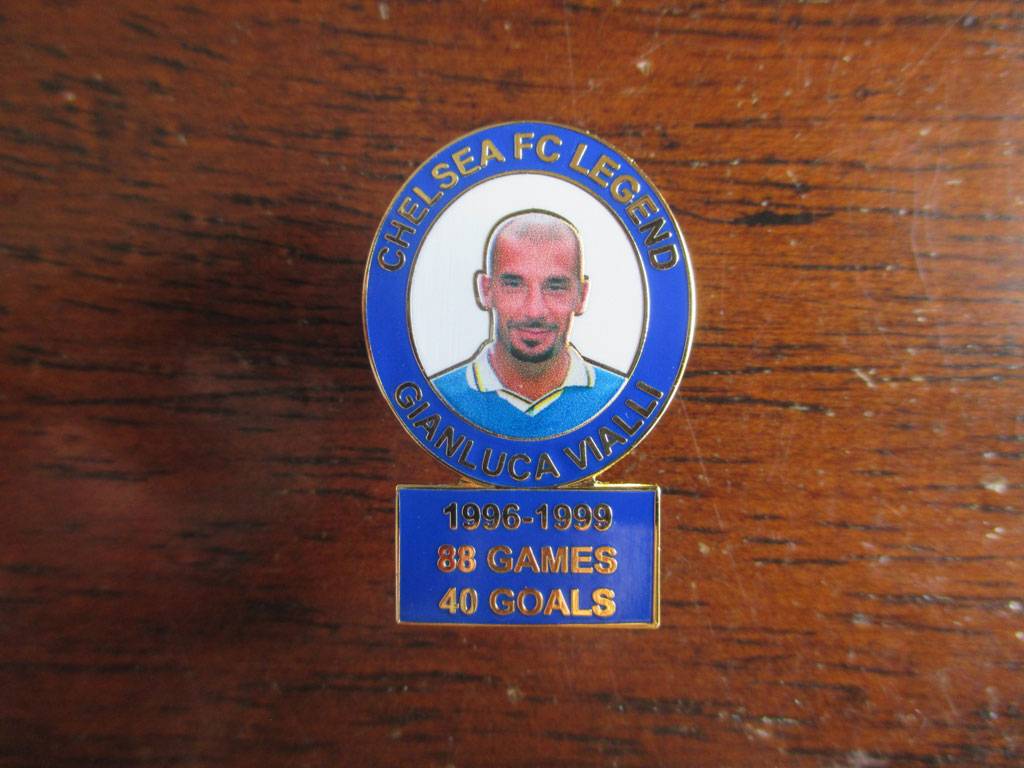 CHELSEA FC LEGEND
GIANLUCA VIALLI
1996-1999
88 GAMES
40 GOALS